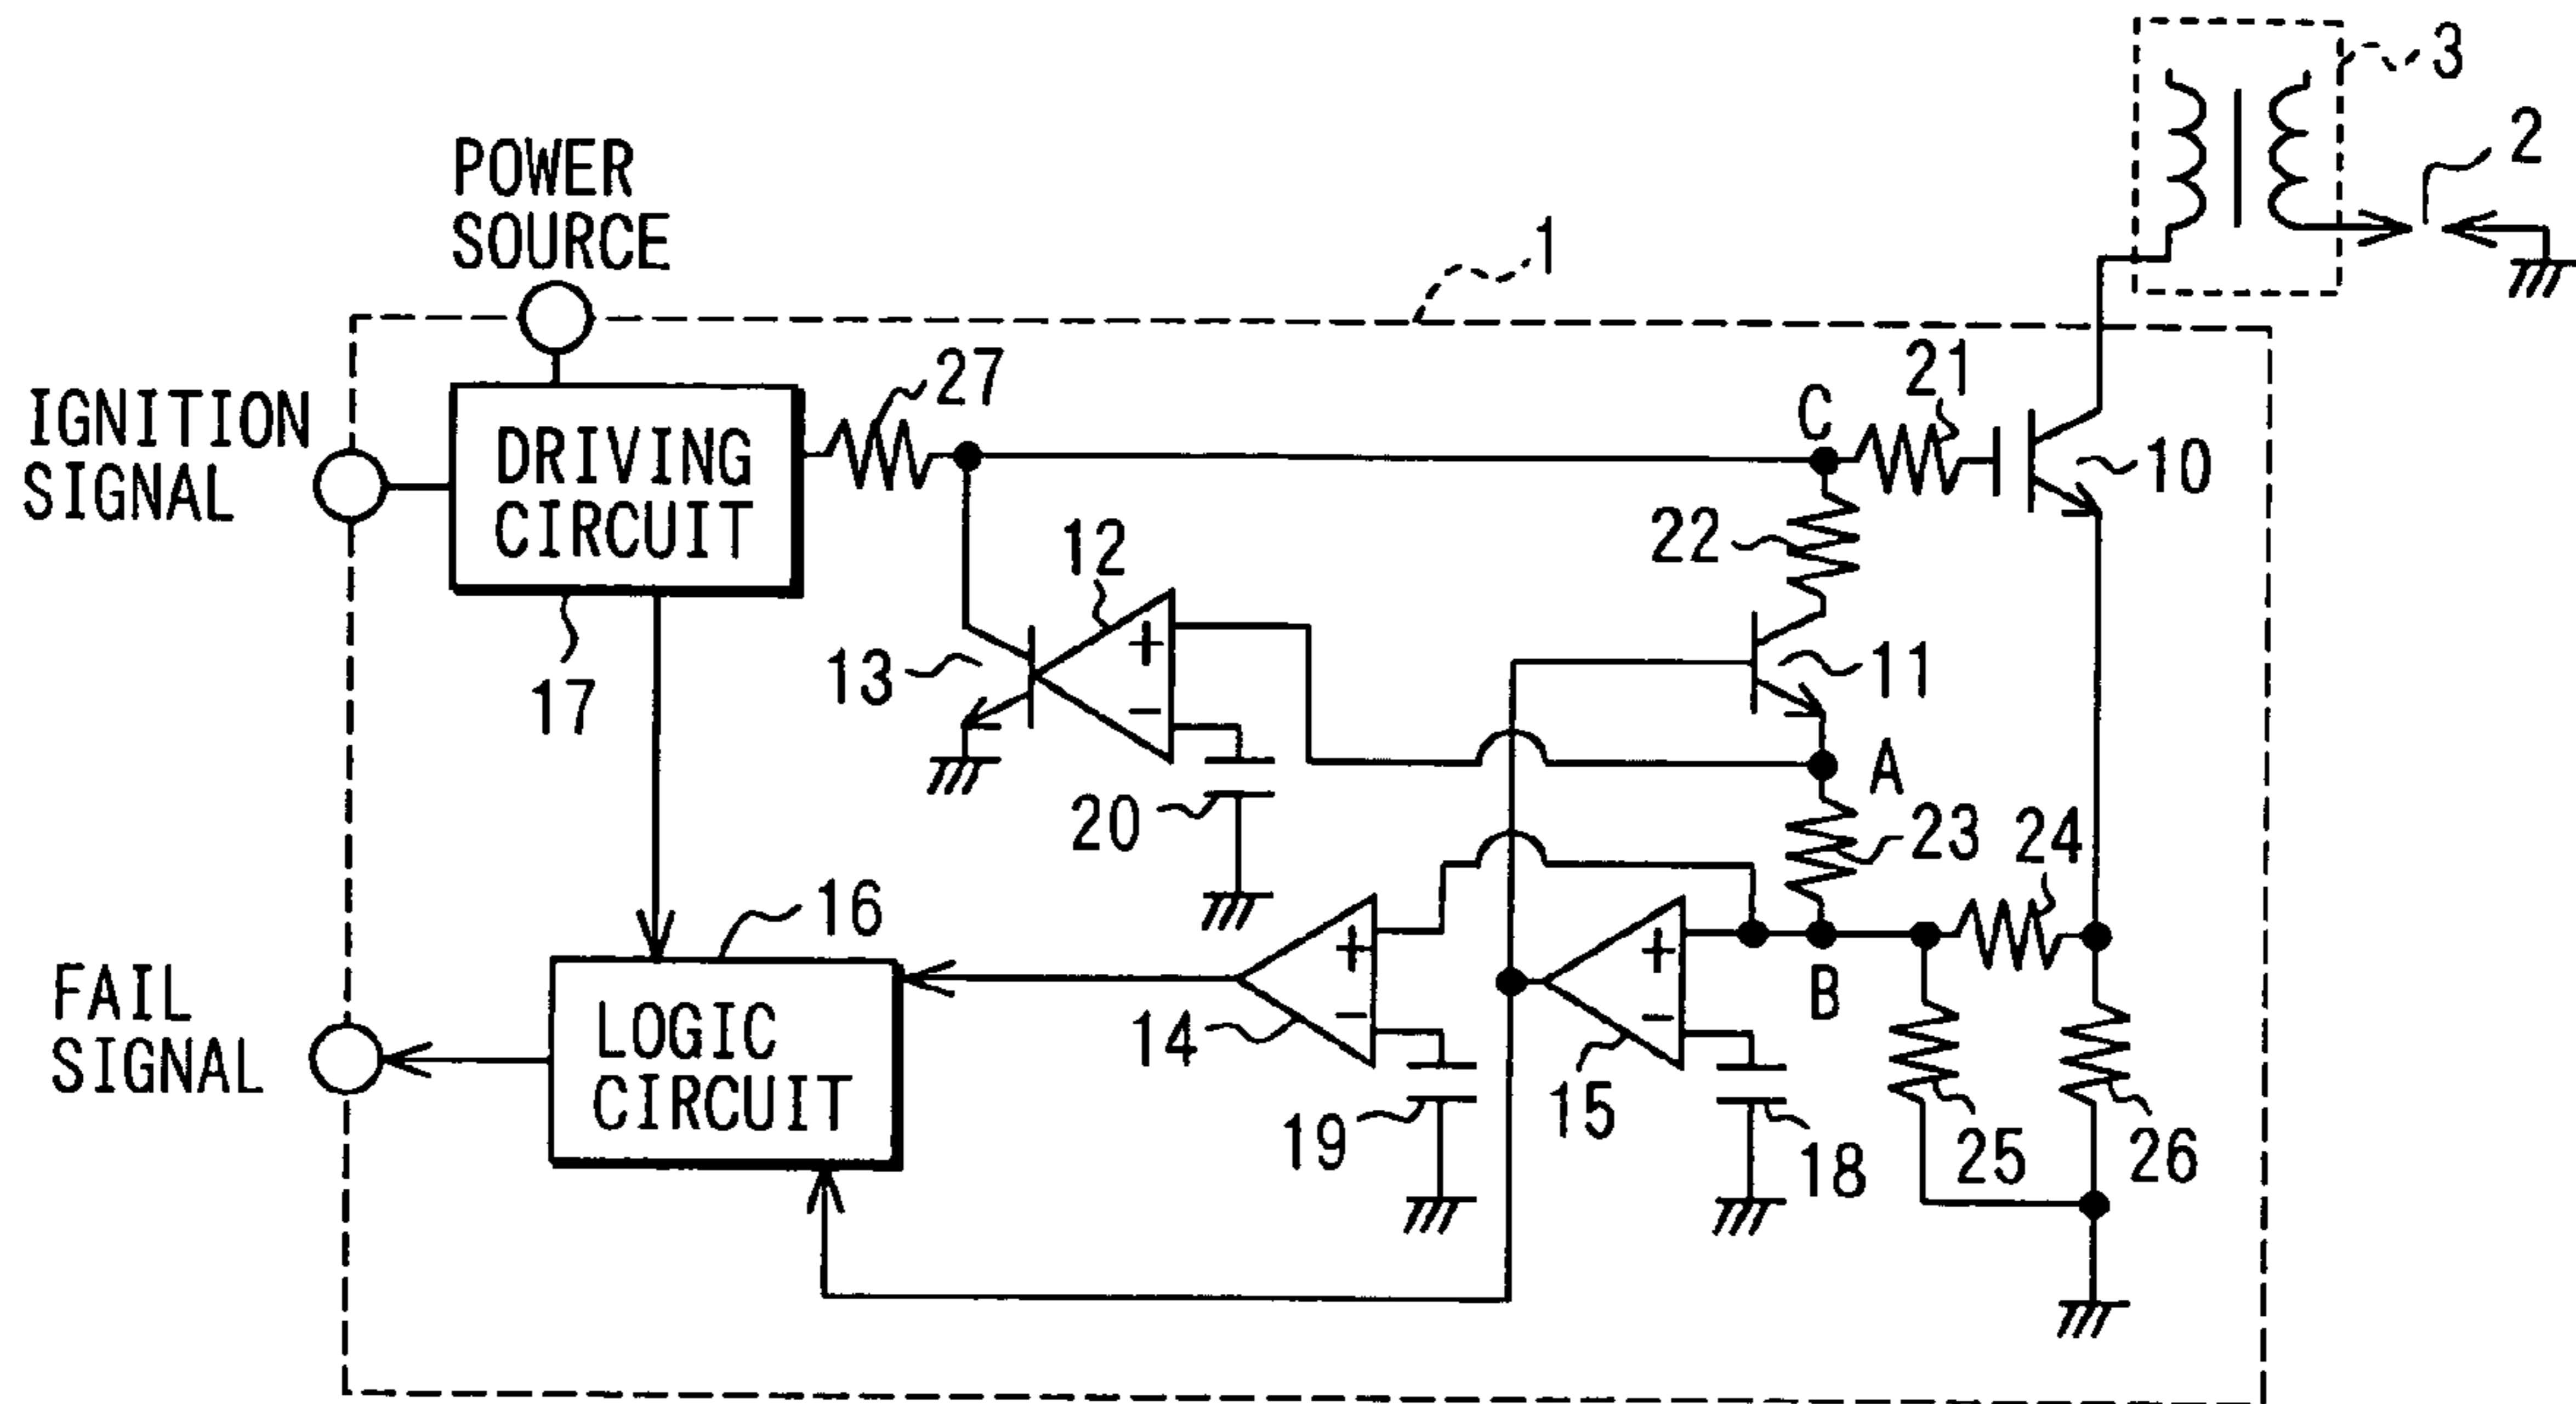 3
2
POWER
SOURCE
1
IGNITION
SIGNAL
DRIVING
CIRCUIT
27
C
21
10
22
12
+
-
13
11
17
A
20
23
24
16
FAIL
SIGNAL
LOGIC
CIRCUIT
+
-
14
+
-
B
15
19
18
25
26